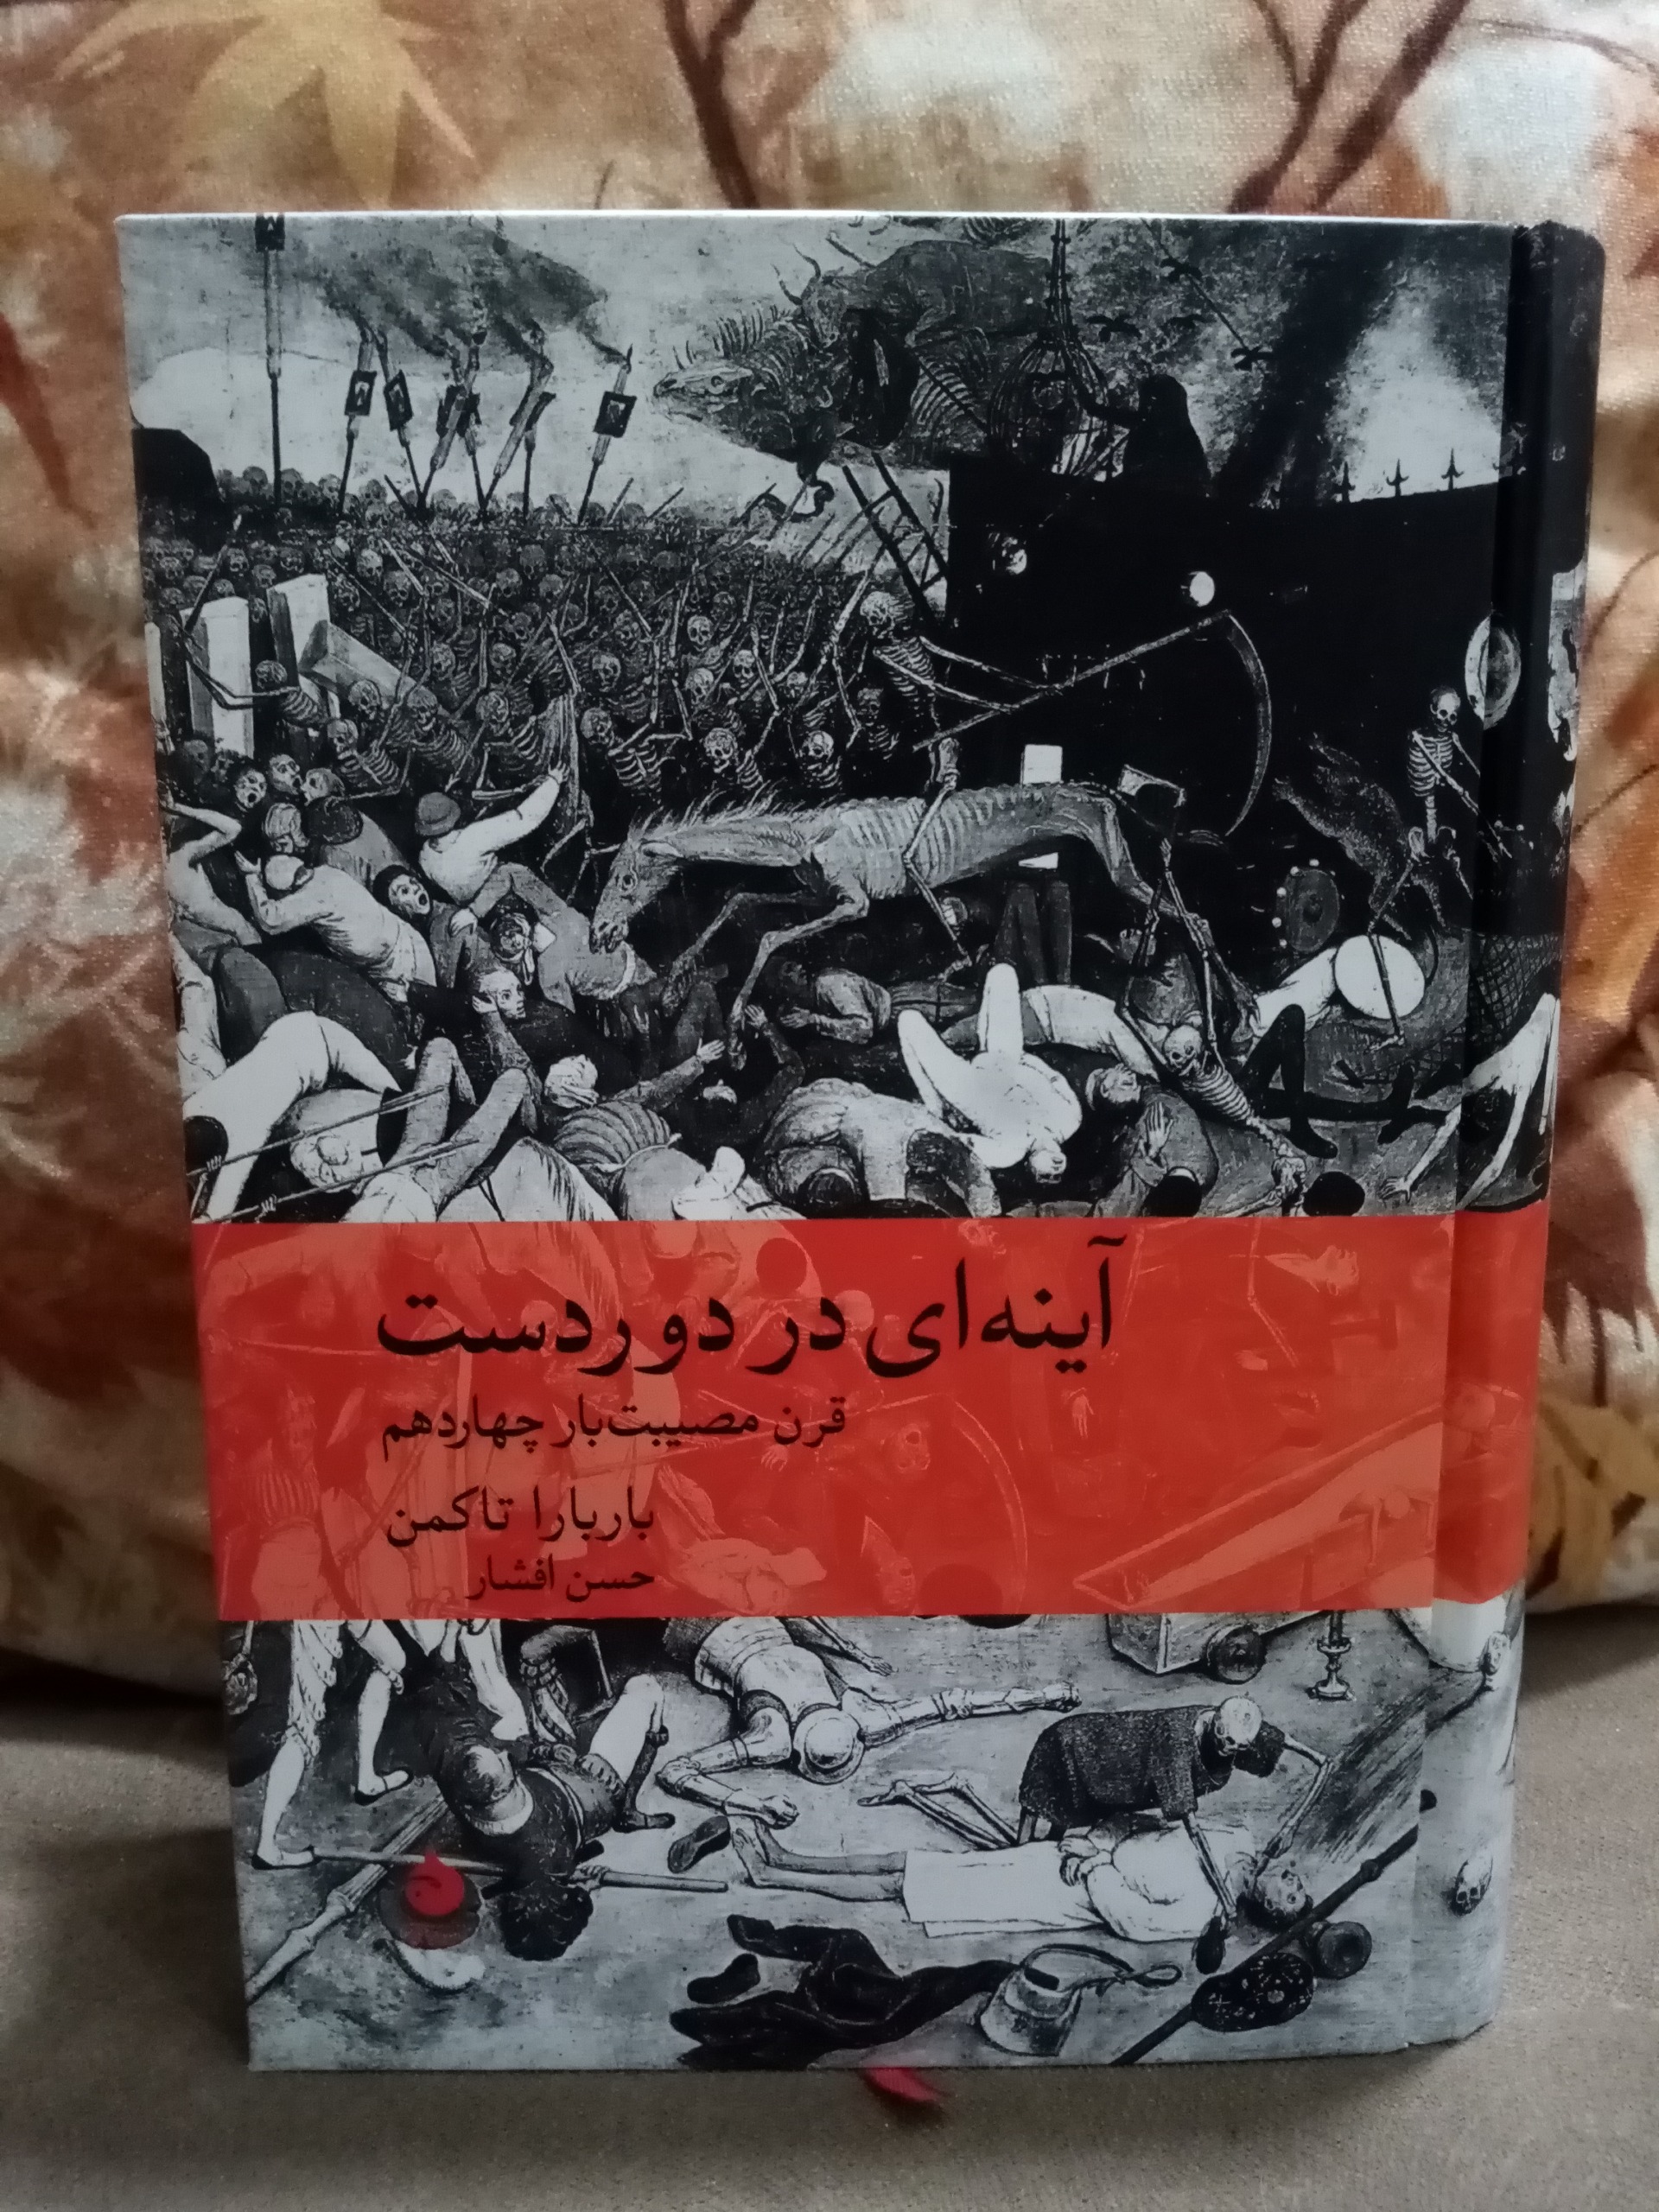 آینه‌ای در دوردست
قرن مصیبت‌بار چهاردهم
باربارا تاکمن
حسن افشار